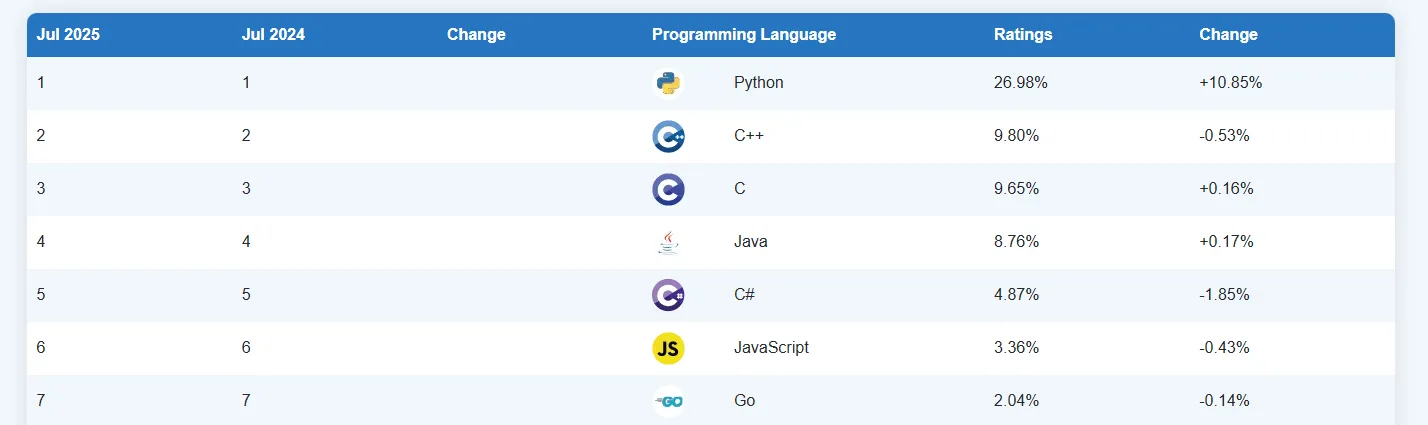 Jul 2025 Jul 2024 Change Programming Language Ratings Change
1 1 Python 26.98% +10.85%
2 2 C++ 9.80% -0.53%
3 3 C 9.65% +0.16%
4 4 Java 8.76% +0.17%
5 5 C# 4.87% -1.85%
6 6 JS JavaScript 3.36% -0.43%
7 7 GO Go 2.04% -0.14%